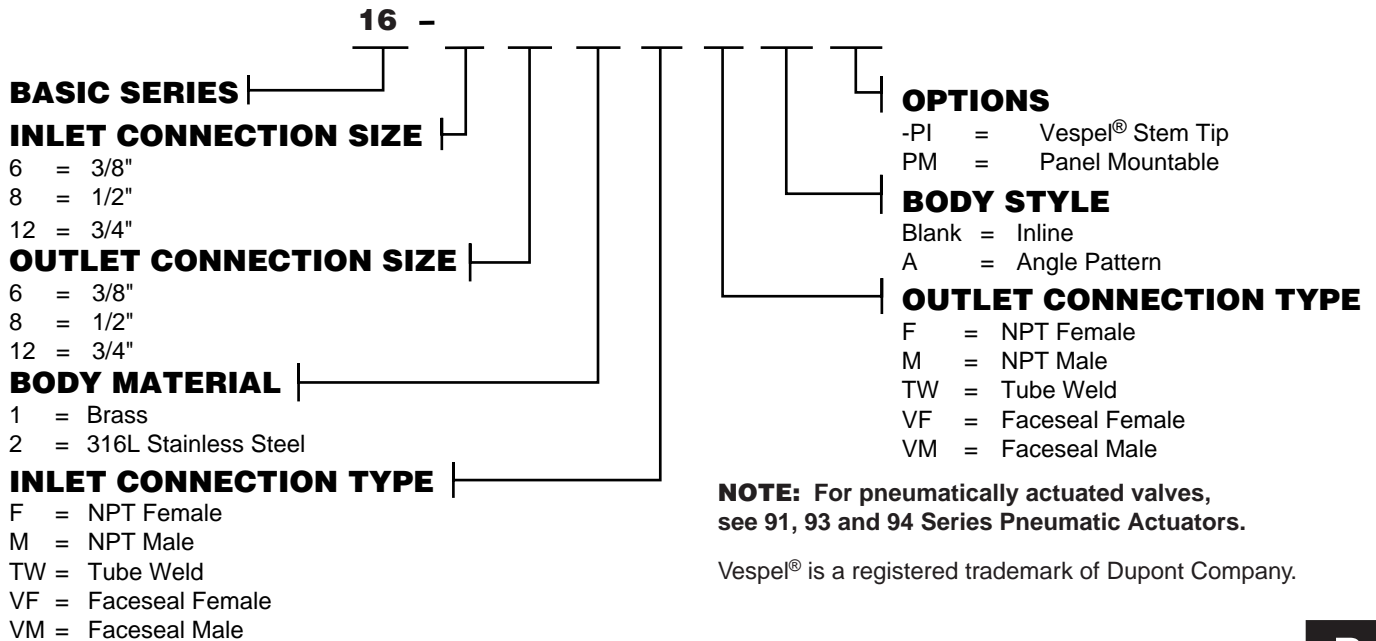 16 –
BASIC SERIES
INLET CONNECTION SIZE
6 = 3/8"
8 = 1/2"
12 = 3/4"
OUTLET CONNECTION SIZE
6 = 3/8"
8 = 1/2"
12 = 3/4"
BODY MATERIAL
1 = Brass
2 = 316L Stainless Steel
INLET CONNECTION TYPE
F = NPT Female
M = NPT Male
TW = Tube Weld
VF = Faceseal Female
VM = Faceseal Male
OPTIONS
-PI = Vespel® Stem Tip
PM = Panel Mountable
BODY STYLE
Blank = Inline
A = Angle Pattern
OUTLET CONNECTION TYPE
F = NPT Female
M = NPT Male
TW = Tube Weld
VF = Faceseal Female
VM = Faceseal Male
NOTE: For pneumatically actuated valves,
see 91, 93 and 94 Series Pneumatic Actuators.
Vespel® is a registered trademark of Dupont Company.